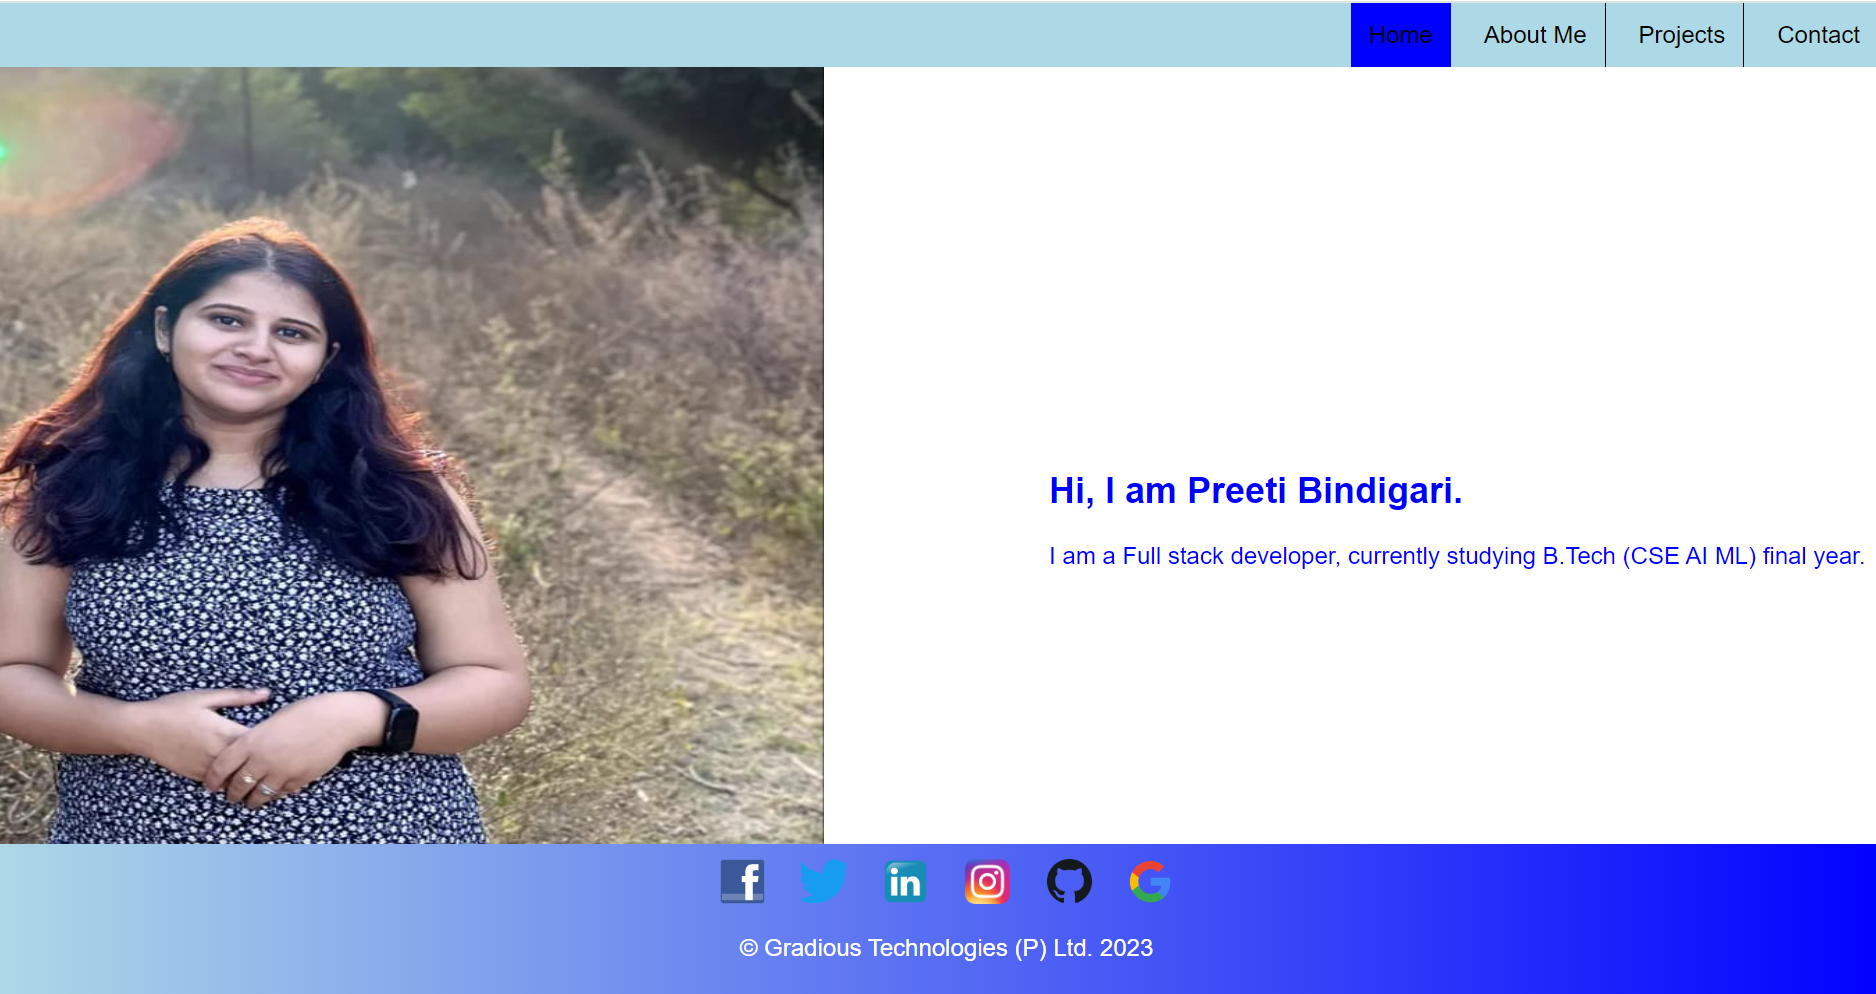 Home About Me Projects Contact
Hi, I am Preeti Bindigari.
I am a Full stack developer, currently studying B.Tech (CSE AI ML) final year.
f in G
© Gradious Technologies (P) Ltd. 2023